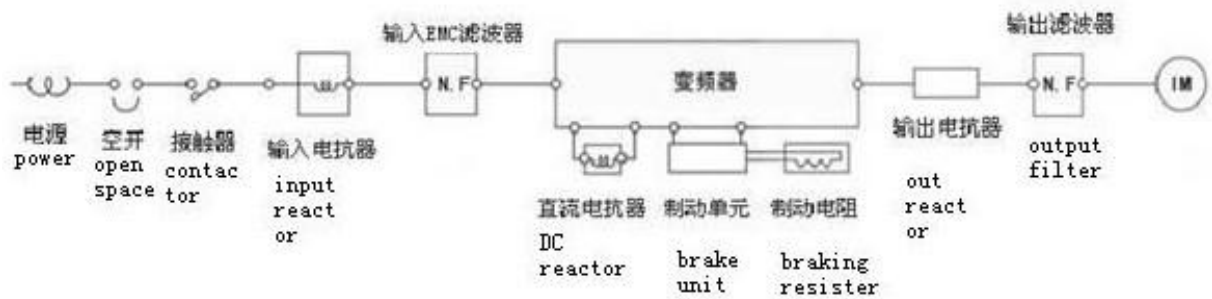 输入EMC滤波器
输出滤波器
N.F
变频器
N.F
IM
电源
power
空开
open
space
接触器
contac
tor
输入电抗器
input
react
or
直流电抗器
DC
reactor
制动单元
brake
unit
制动电阻
braking
resister
输出电抗器
out
react
or
output
filter